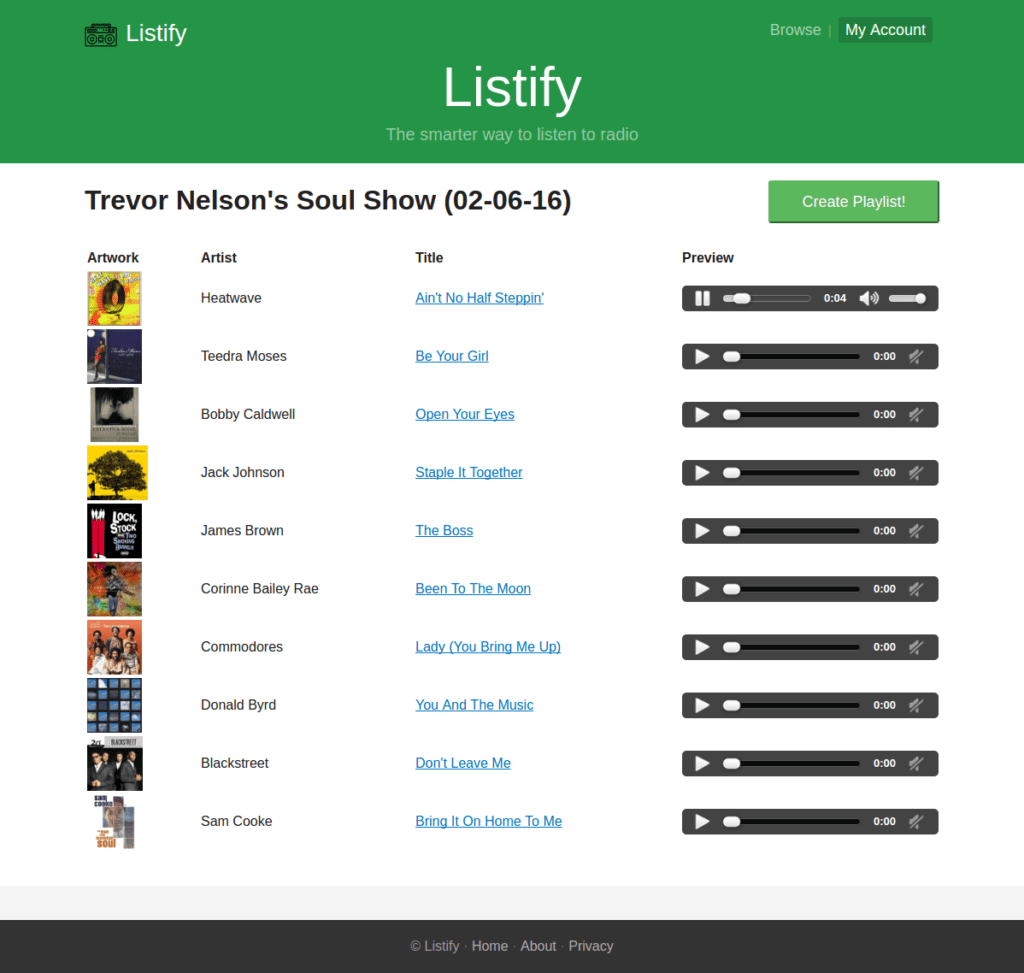 Listify
Browse | My Account
Listify
The smarter way to listen to radio
Trevor Nelson's Soul Show (02-06-16)
Create Playlist!
Artwork Artist Title Preview
Heatwave Ain't No Half Steppin' 0:04
Teedra Moses Be Your Girl 0:00
Bobby Caldwell Open Your Eyes 0:00
Jack Johnson Staple It Together 0:00
LOCK, STOCK AND TWO SMOKING BARRELS
James Brown The Boss 0:00
Corinne Bailey Rae Been To The Moon 0:00
Commodores Lady (You Bring Me Up) 0:00
Donald Byrd You And The Music 0:00
BLACKSTREET
Blackstreet Don't Leave Me 0:00
sam cooke
soul
Sam Cooke Bring It On Home To Me 0:00
© Listify · Home · About · Privacy